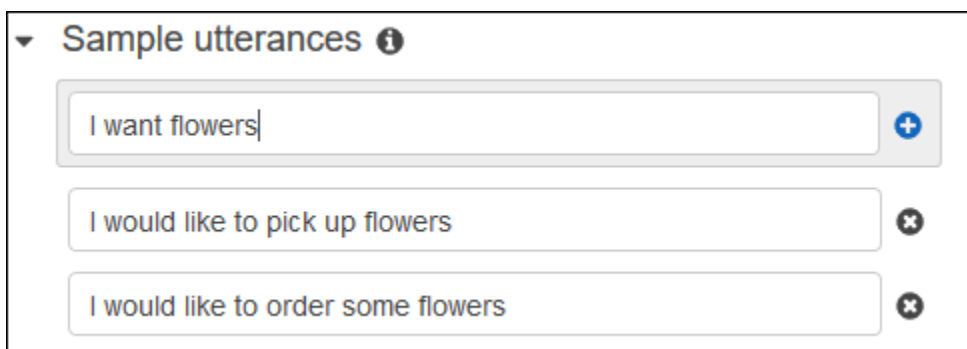 Sample utterances
I want flowers
I would like to pick up flowers
I would like to order some flowers